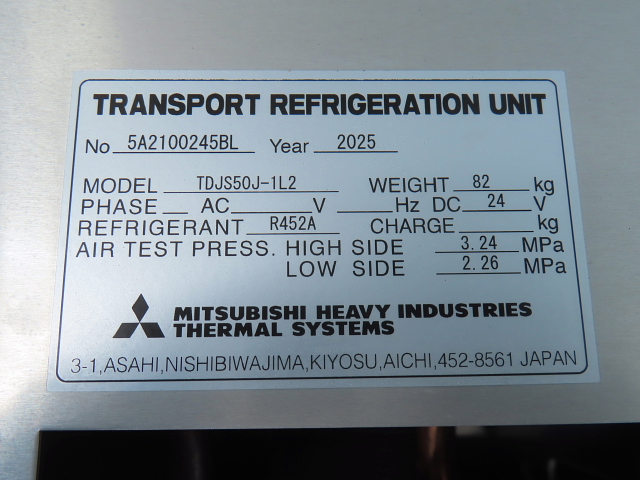 TRANSPORT REFRIGERATION UNIT
No 5A2100245BL Year 2025
MODEL TDJS50J-1L2 WEIGHT 82 kg
PHASE AC V Hz DC 24 V
REFRIGERANT R452A CHARGE kg
AIR TEST PRESS. HIGH SIDE 3.24 MPa
LOW SIDE 2.26 MPa
MITSUBISHI HEAVY INDUSTRIES
THERMAL SYSTEMS
3-1,ASAHI,NISHIBIWAJIMA,KIYOSU,AICHI,452-8561 JAPAN